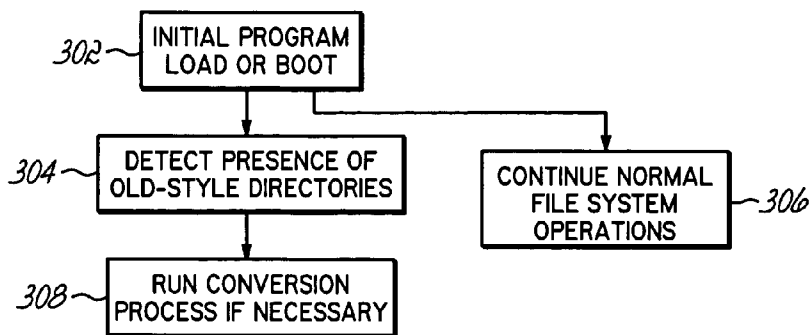 302
INITIAL PROGRAM
LOAD OR BOOT
304
DETECT PRESENCE OF
OLD-STYLE DIRECTORIES
CONTINUE NORMAL
FILE SYSTEM
OPERATIONS
306
308
RUN CONVERSION
PROCESS IF NECESSARY